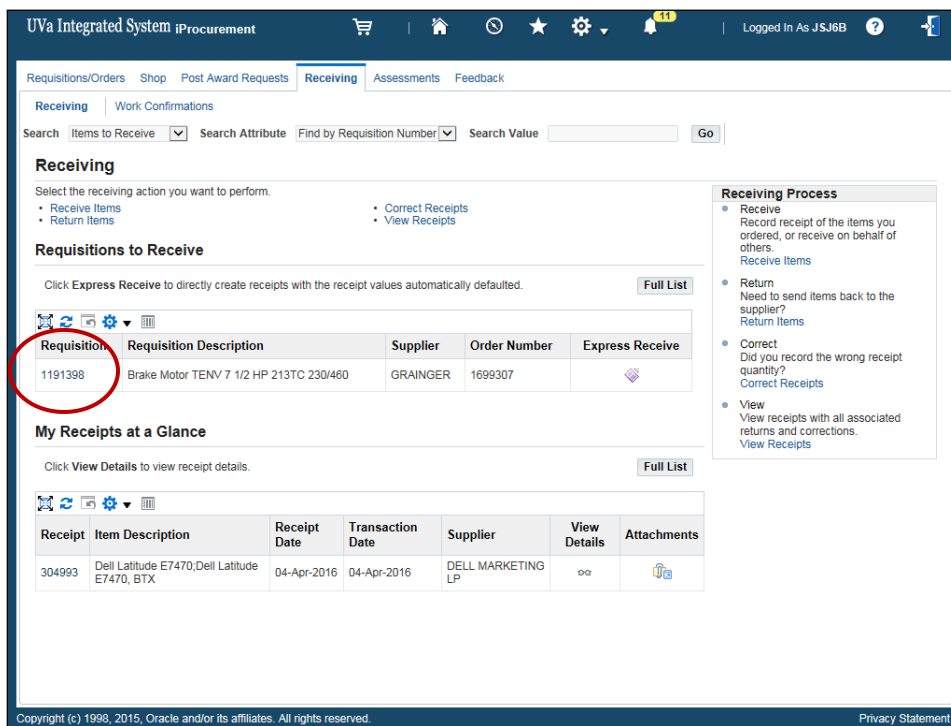 UVa Integrated System iProcurement
11
Logged In As JSJ6B
?
Requisitions/Orders Shop Post Award Requests Receiving Assessments Feedback
Receiving Work Confirmations
Search Items to Receive Search Attribute Find by Requisition Number Search Value Go
Receiving
Select the receiving action you want to perform.
• Receive Items • Correct Receipts
• Return Items • View Receipts
Requisitions to Receive
Click Express Receive to directly create receipts with the receipt values automatically defaulted. Full List
Requisition Requisition Description Supplier Order Number Express Receive
1191398 Brake Motor TENV 7 1/2 HP 213TC 230/460 GRAINGER 1699307
My Receipts at a Glance
Click View Details to view receipt details. Full List
Receipt Item Description Receipt Date Transaction Date Supplier View Details Attachments
304993 Dell Latitude E7470;Dell Latitude E7470, BTX 04-Apr-2016 04-Apr-2016 DELL MARKETING LP
Receiving Process
Receive
Record receipt of the items you
ordered, or receive on behalf of
others.
Receive Items
Return
Need to send items back to the
supplier?
Return Items
Correct
Did you record the wrong receipt
quantity?
Correct Receipts
View
View receipts with all associated
returns and corrections.
View Receipts
Copyright (c) 1998, 2015, Oracle and/or its affiliates. All rights reserved. Privacy Statement